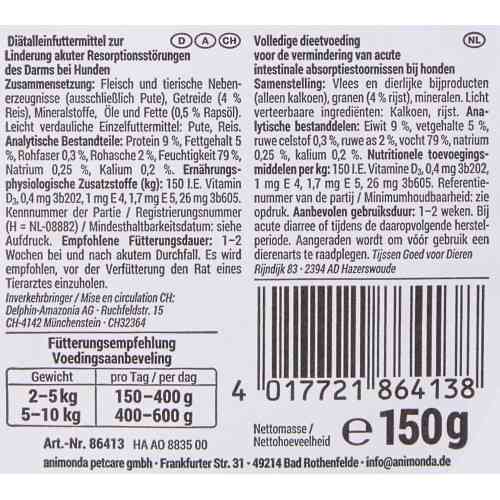 Diätalleinfuttermittel zur D A CH
Linderung akuter Resorptionsstörungen
des Darms bei Hunden
Zusammensetzung: Fleisch und tierische Neben-
erzeugnisse (ausschließlich Pute), Getreide (4 %
Reis), Mineralstoffe, Öle und Fette (0,5 % Rapsöl).
Leicht verdauliche Einzelfuttermittel: Pute, Reis.
Analytische Bestandteile: Protein 9 %, Fettgehalt 5
%, Rohfaser 0,3 %, Rohasche 2 %, Feuchtigkeit 79 %,
Natrium 0,25 %, Kalium 0,2 %. Ernährungs-
physiologische Zusatzstoffe (kg): 150 I.E. Vitamin
D₃, 0,4 mg 3b202, 1 mg E 4, 1,7 mg E 5, 26 mg 3b605.
Kennnummer der Partie / Registrierungsnummer
(H = NL-08882) / Mindesthaltbarkeitsdatum: siehe
Aufdruck. Empfohlene Fütterungsdauer: 1–2
Wochen bei und nach akutem Durchfall. Es wird
empfohlen, vor der Verfütterung den Rat eines
Tierarztes einzuholen.
Inverkehrbringer / Mise en circulation CH:
Delphin-Amazonia AG · Ruchfeldstr. 15
CH-4142 Münchenstein · CH32364
Fütterungsempfehlung
Voedingsaanbeveling
Gewicht pro Tag / per dag
2–5 kg 150-400 g
5-10 kg 400-600 g
Art.-Nr. 86413 HA AO 8835 00
Volledige dieetvoeding NL
voor de vermindering van acute
intestinale absorptiestoornissen bij honden
Samenstelling: Vlees en dierlijke bijproducten
(alleen kalkoen), granen (4 % rijst), mineralen. Licht
verteerbare ingrediënten: Kalkoen, rijst. Ana-
lytische bestanddelen: Eiwit 9 %, vetgehalte 5 %,
ruwe celstof 0,3 %, ruwe as 2 %, vocht 79 %, natrium
0,25 %, kalium 0,2 %. Nutritionele toevoegings-
middelen per kg: 150 I.E. Vitamine D₃, 0,4 mg 3b202,
1 mg E 4, 1,7 mg E 5, 26 mg 3b605. Referentie-
nummer van de partij / Minimumhoudbaarheid: zie
opdruk. Aanbevolen gebruiksduur: 1–2 weken. Bij
acute diarree of tijdens de daaropvolgende herstel-
periode. Aangeraden wordt om vóór gebruik een
dierenarts te raadplegen. Tijssen Goed voor Dieren
Rijndijk 83 · 2394 AD Hazerswoude
4 017721 864138
Nettomasse /
Nettohoeveelheid e 150g
animonda petcare gmbh · Frankfurter Str. 31 · 49214 Bad Rothenfelde · info@animonda.de